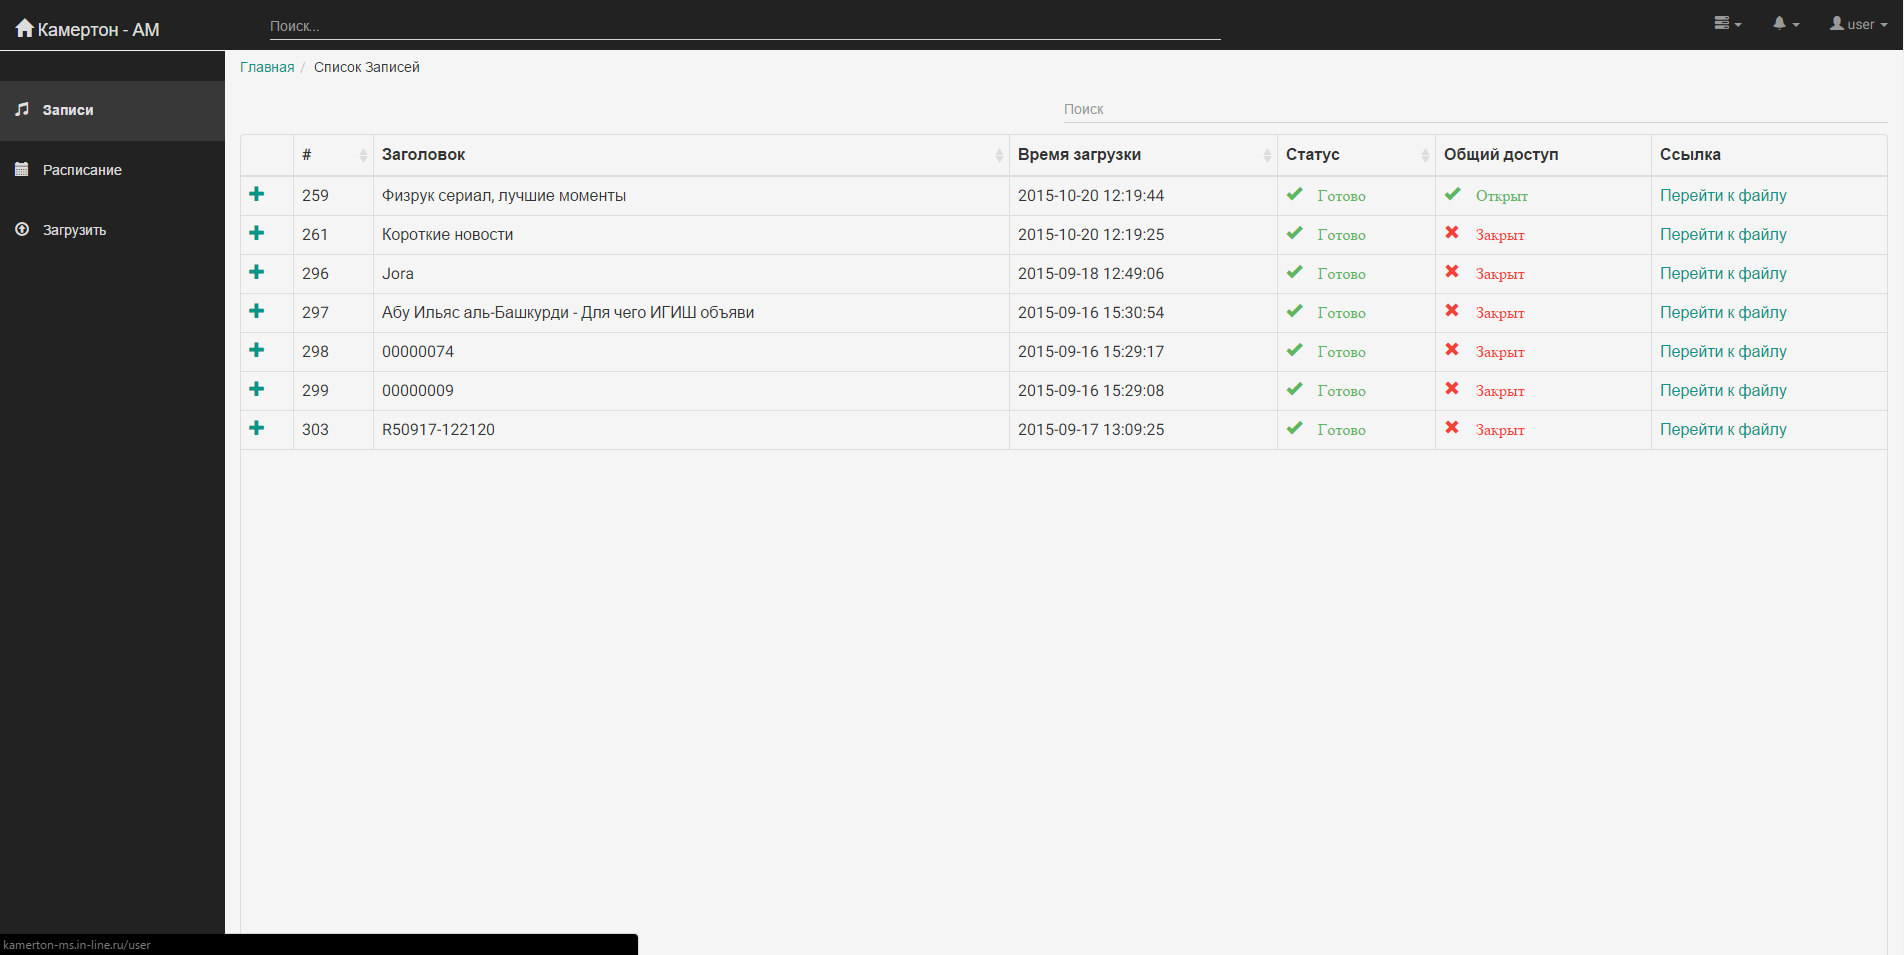 Камертон - АМ
Поиск...
user
Главная / Список Записей
Записи
Расписание
Загрузить
Поиск
# Заголовок Время загрузки Статус Общий доступ Ссылка
259 Физрук сериал, лучшие моменты 2015-10-20 12:19:44 Готово Открыт Перейти к файлу
261 Короткие новости 2015-10-20 12:19:25 Готово Закрыт Перейти к файлу
296 Jora 2015-09-18 12:49:06 Готово Закрыт Перейти к файлу
297 Абу Ильяс аль-Башкурди - Для чего ИГИШ объяви 2015-09-16 15:30:54 Готово Закрыт Перейти к файлу
298 00000074 2015-09-16 15:29:17 Готово Закрыт Перейти к файлу
299 00000009 2015-09-16 15:29:08 Готово Закрыт Перейти к файлу
303 R50917-122120 2015-09-17 13:09:25 Готово Закрыт Перейти к файлу
kamerton-ms.in-line.ru/user